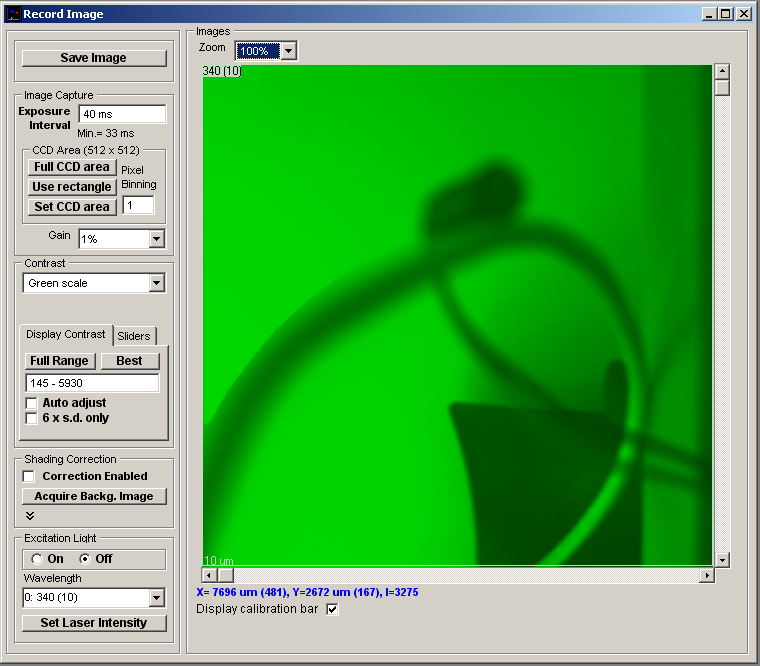 Record Image
Save Image
Image Capture
Exposure Interval
40 ms
Min.= 33 ms
CCD Area (512 x 512)
Full CCD area
Use rectangle
Set CCD area
Pixel Binning
1
Gain
1%
Contrast
Green scale
Display Contrast
Sliders
Full Range
Best
145 - 5930
Auto adjust
6 x s.d. only
Shading Correction
Correction Enabled
Acquire Backg. Image
Excitation Light
On
Off
Wavelength
0: 340 (10)
Set Laser Intensity
Images
Zoom
100%
340 (10)
10 um
X= 7696 um (481), Y=2672 um (167), I=3275
Display calibration bar